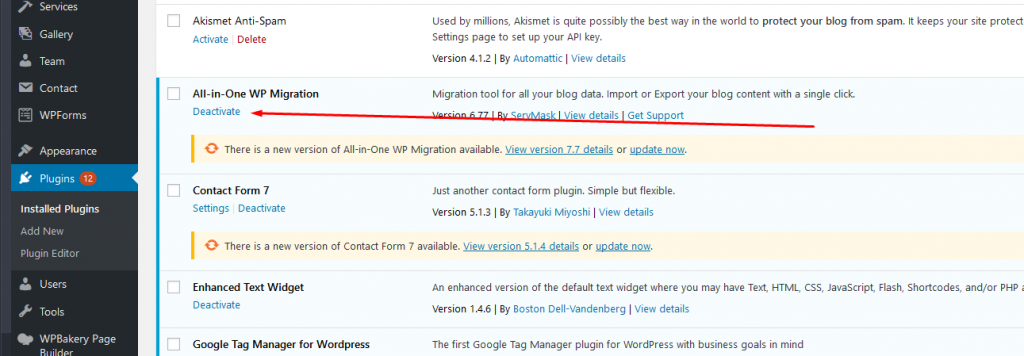 Services
Gallery
Team
Contact
WPForms
Appearance
Plugins 12
Installed Plugins
Add New
Plugin Editor
Users
Tools
WPBakery Page
Builder
Akismet Anti-Spam
Activate | Delete
Used by millions, Akismet is quite possibly the best way in the world to protect your blog from spam. It keeps your site protect
Settings page to set up your API key.
Version 4.1.2 | By Automattic | View details
All-in-One WP Migration
Deactivate
Migration tool for all your blog data. Import or Export your blog content with a single click.
Version 6.77 | By ServMask | View details | Get Support
There is a new version of All-in-One WP Migration available. View version 7.7 details or update now.
Contact Form 7
Settings | Deactivate
Just another contact form plugin. Simple but flexible.
Version 5.1.3 | By Takayuki Miyoshi | View details
There is a new version of Contact Form 7 available. View version 5.1.4 details or update now.
Enhanced Text Widget
Deactivate
An enhanced version of the default text widget where you may have Text, HTML, CSS, JavaScript, Flash, Shortcodes, and/or PHP a
Version 1.4.6 | By Boston Dell-Vandenberg | View details
Google Tag Manager for Wordpress
The first Google Tag Manager plugin for WordPress with business goals in mind